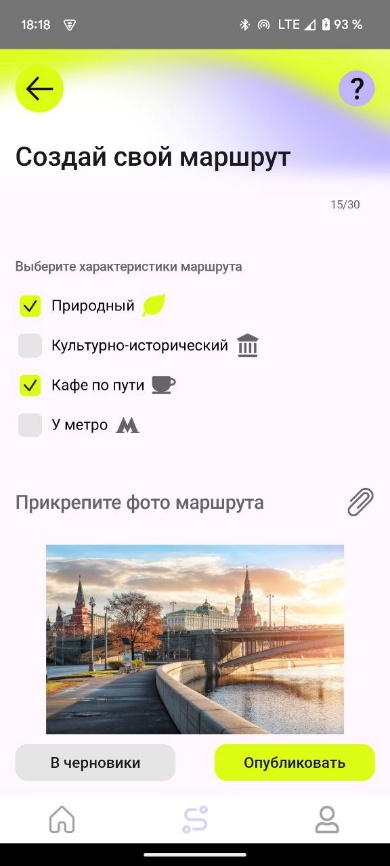 18:18
LTE
93 %
?
Создай свой маршрут
15/30
Выберите характеристики маршрута
Природный
Культурно-исторический
Кафе по пути
У метро
Прикрепите фото маршрута
В черновики
Опубликовать